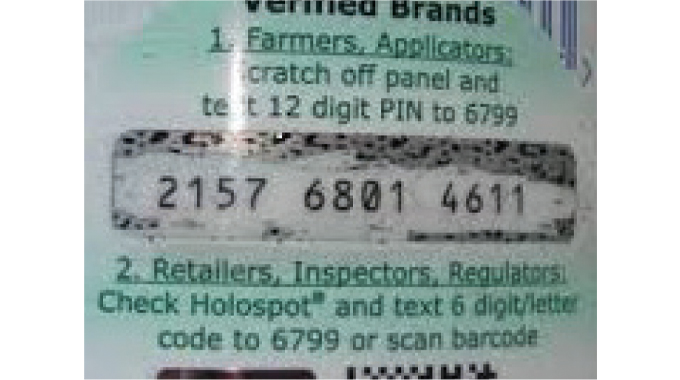 Verified Brands
1. Farmers, Applicators:
Scratch off panel and
text 12 digit PIN to 6799
2157 6801 4611
2. Retailers, Inspectors, Regulators:
Check Holospot® and text 6 digit/letter
code to 6799 or scan barcode